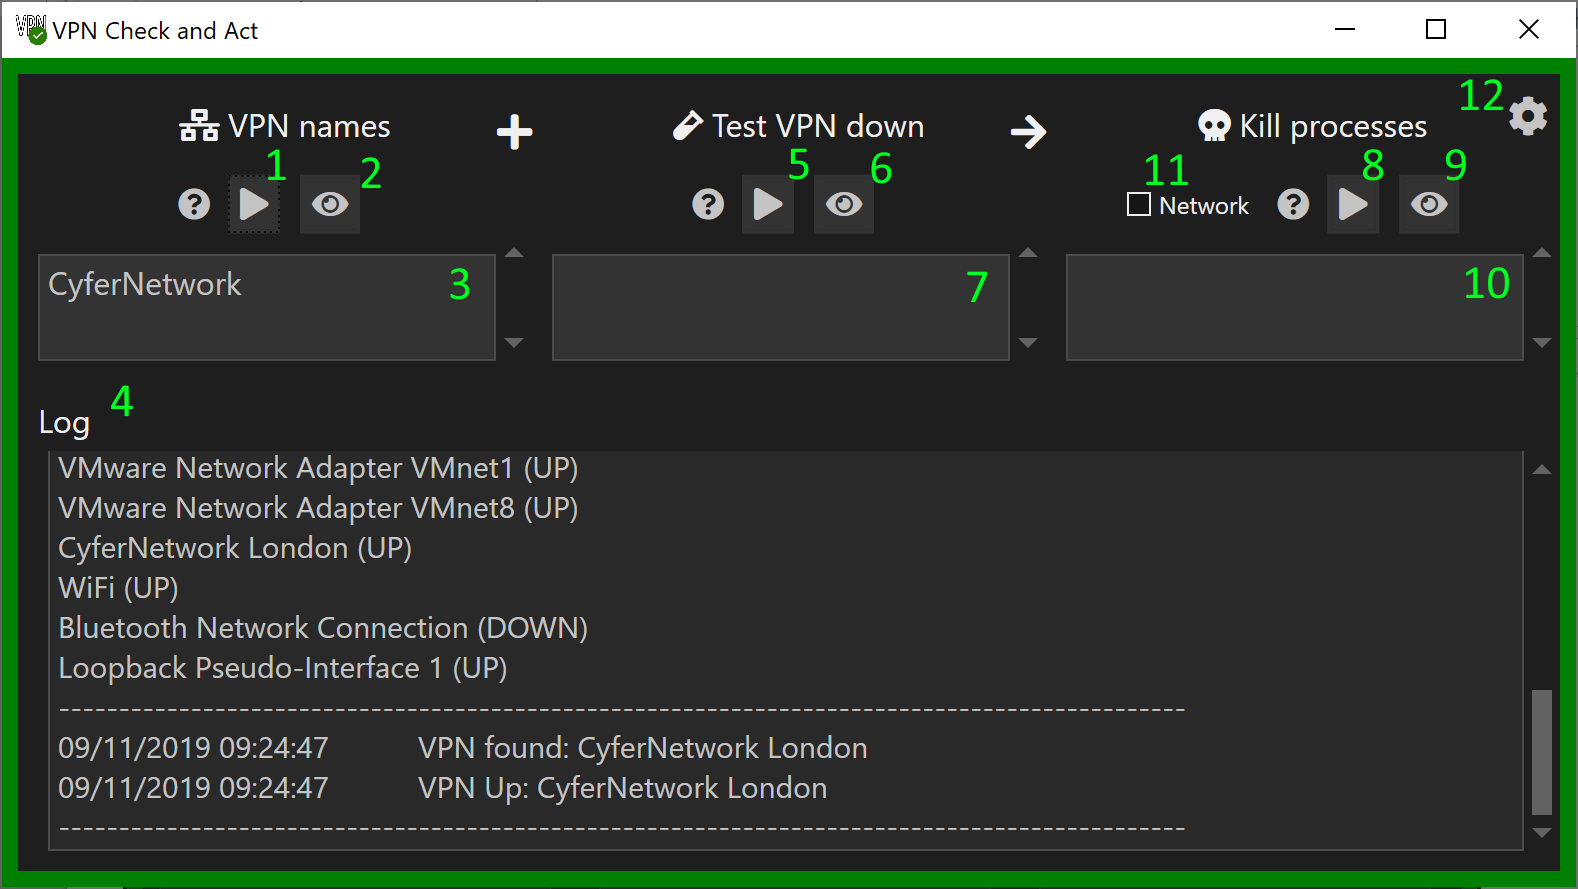 VPN VPN Check and Act
12
VPN names + Test VPN down → Kill processes
1 2 5 6 11 8 9
? ? Network ?
CyferNetwork 3 7 10
4
Log
VMware Network Adapter VMnet1 (UP)
VMware Network Adapter VMnet8 (UP)
CyferNetwork London (UP)
WiFi (UP)
Bluetooth Network Connection (DOWN)
Loopback Pseudo-Interface 1 (UP)
----------------------------------------------------------------------------------------------
09/11/2019 09:24:47 VPN found: CyferNetwork London
09/11/2019 09:24:47 VPN Up: CyferNetwork London
----------------------------------------------------------------------------------------------